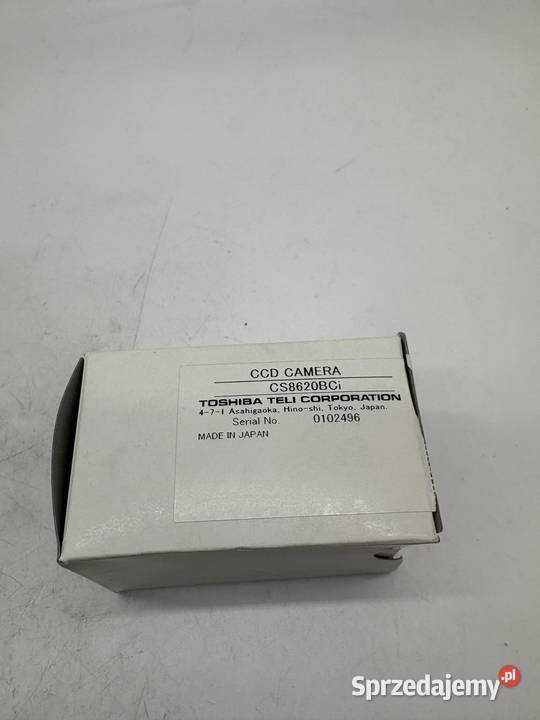 CCD CAMERA
CS8620BCi
TOSHIBA TELI CORPORATION
4-7-1 Asahigaoka, Hino-shi, Tokyo, Japan.
Serial No. 0102496
MADE IN JAPAN
Sprzedajemy.pl